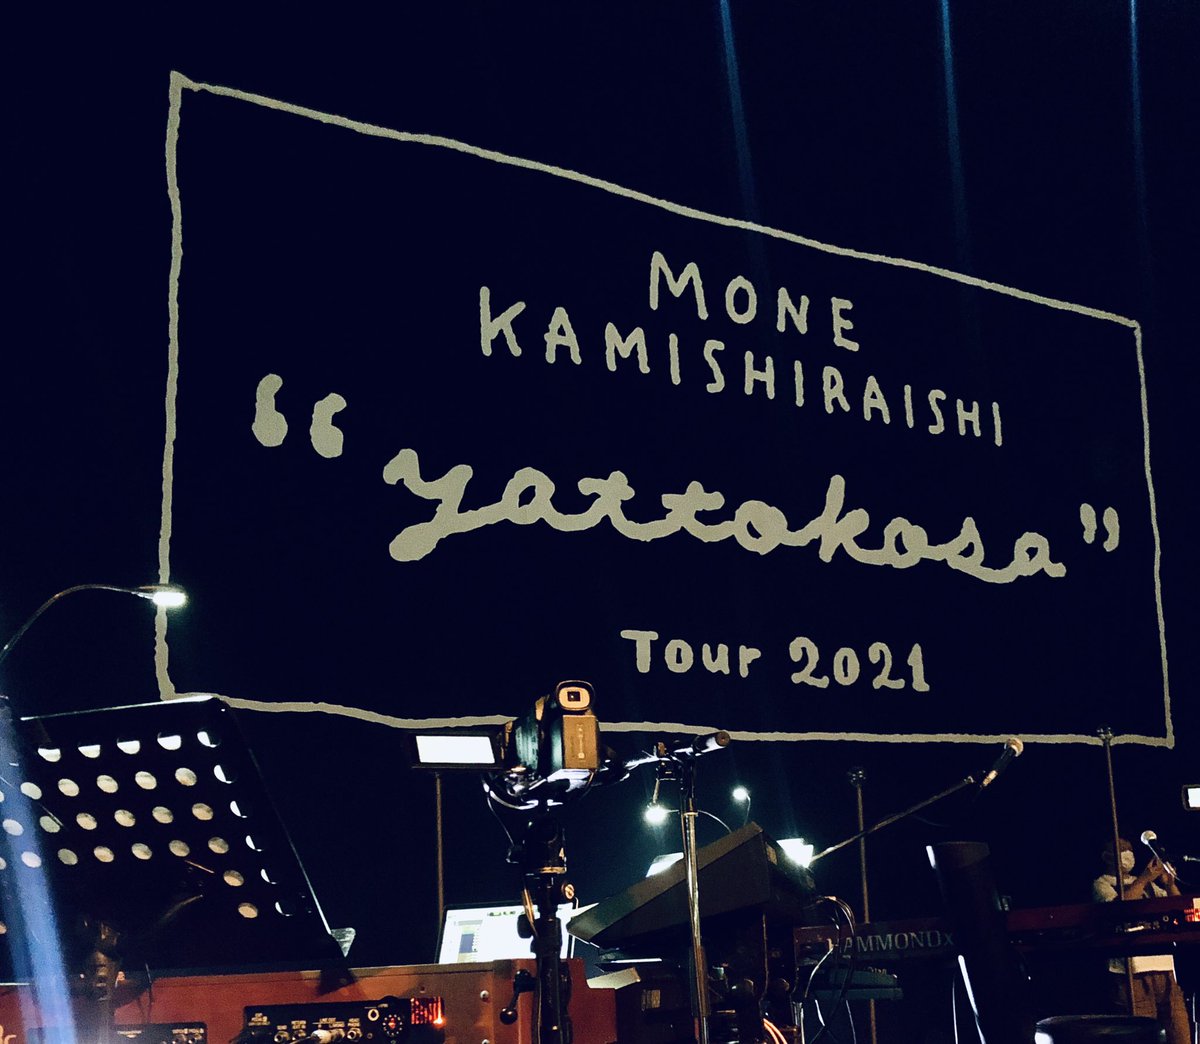 MONE
KAMISHIRAISHI
“yattokosa”
Tour 2021
HAMMOND